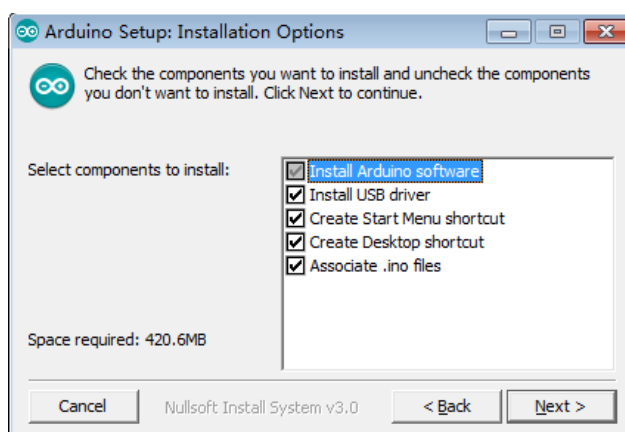 Arduino Setup: Installation Options
Check the components you want to install and uncheck the components
you don't want to install. Click Next to continue.
Select components to install:
Install Arduino software
Install USB driver
Create Start Menu shortcut
Create Desktop shortcut
Associate .ino files
Space required: 420.6MB
Cancel
Nullsoft Install System v3.0
< Back
Next >